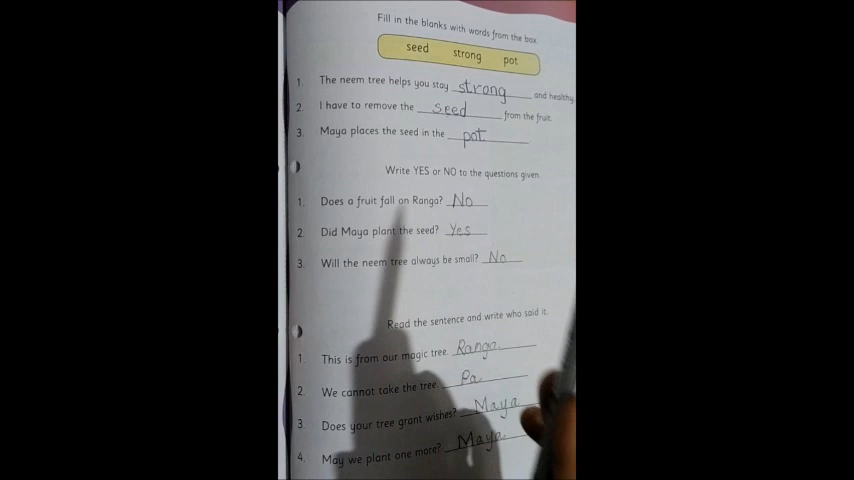 Fill in the blanks with words from the box.
seed strong pot
1. The neem tree helps you stay strong and healthy.
2. I have to remove the seed from the fruit.
3. Maya places the seed in the pot
Write YES or NO to the questions given.
1. Does a fruit fall on Ranga? No
2. Did Maya plant the seed? Yes
3. Will the neem tree always be small? No
Read the sentence and write who said it.
1. This is from our magic tree. Ranga.
2. We cannot take the tree. Pa.
3. Does your tree grant wishes? Maya.
4. May we plant one more? Maya.